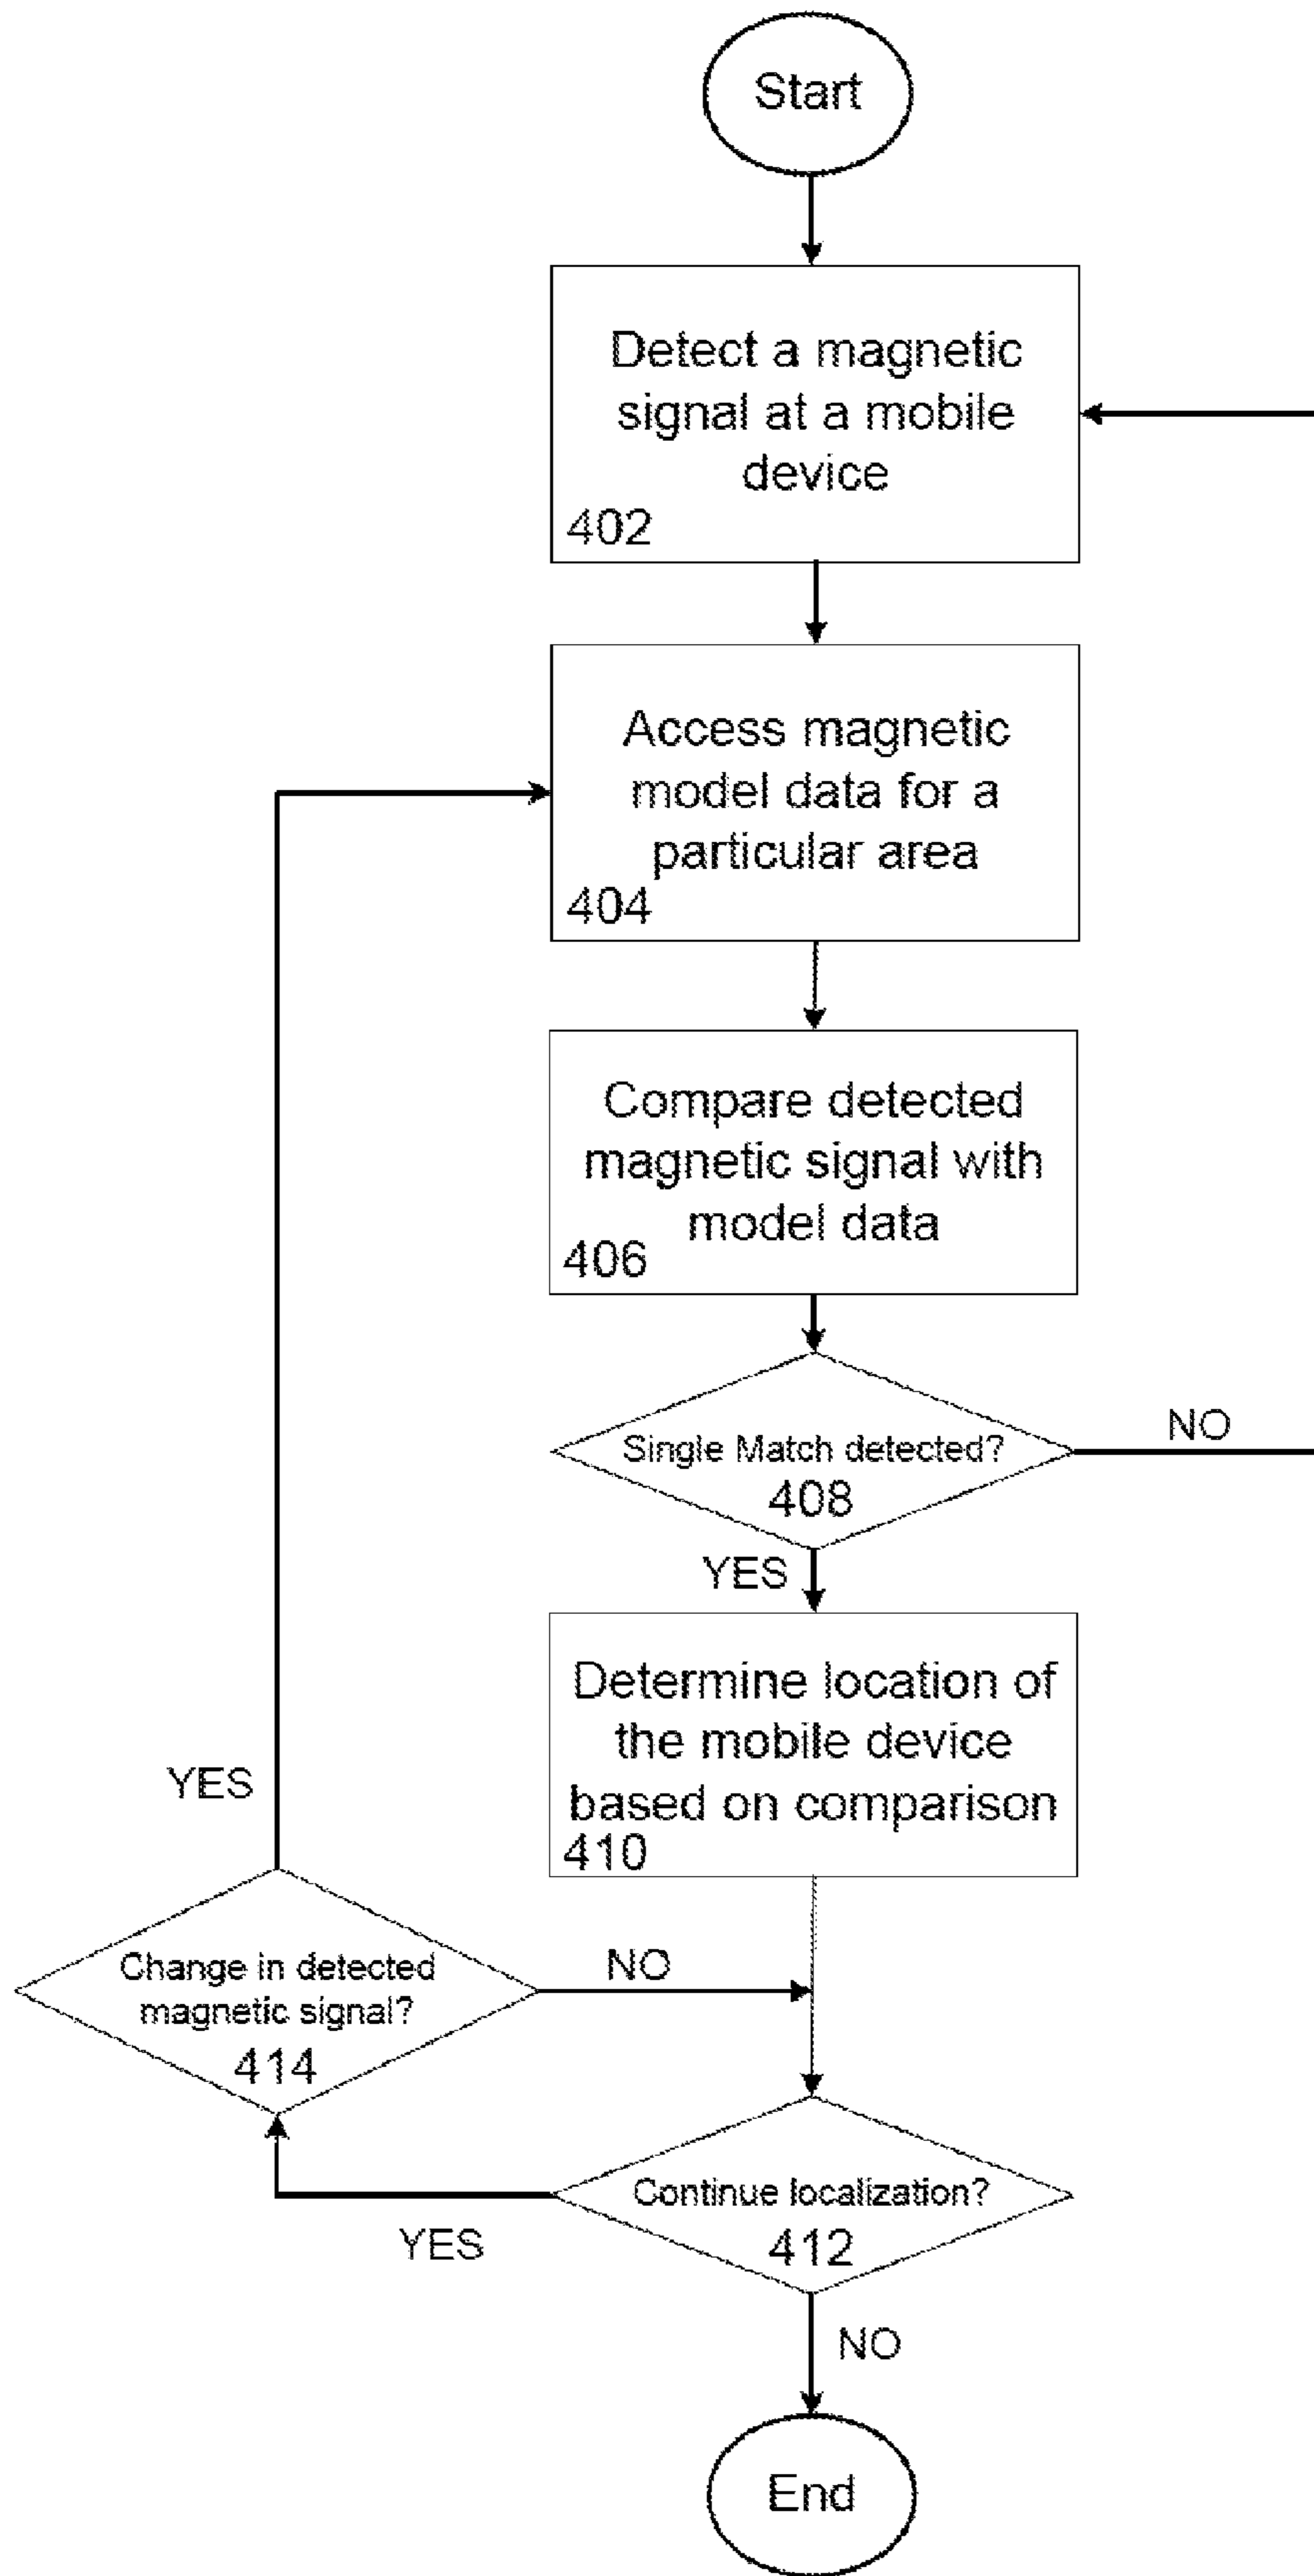 Start
Detect a magnetic
signal at a mobile
device
402
Access magnetic
model data for a
particular area
404
Compare detected
magnetic signal with
model data
406
Single Match detected?
408
NO
YES
Determine location of
the mobile device
based on comparison
410
YES
Change in detected
magnetic signal?
414
NO
Continue localization?
412
YES
NO
End